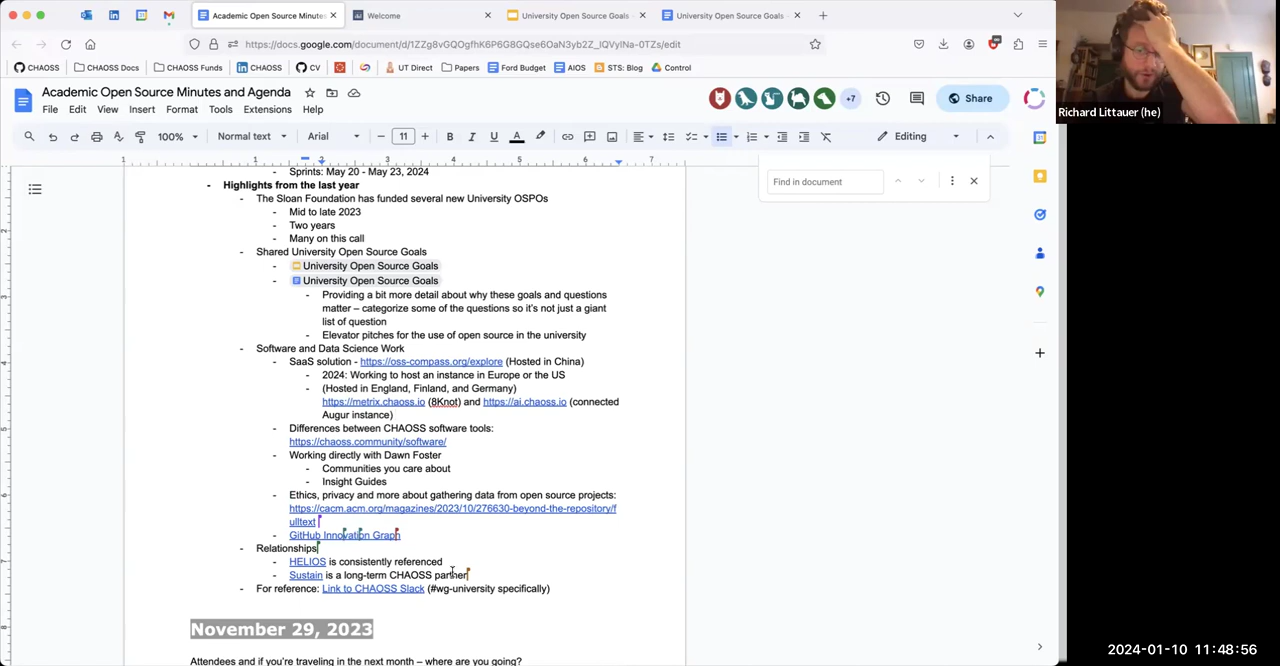 Academic Open Source Minutes
Welcome
University Open Source Goals
University Open Source Goals
https://docs.google.com/document/d/1ZZg8vGQOgfhK6P6G8GQse6OaN3yb2Z_IQVylNa-0TZs/edit
CHAOSS
CHAOSS Docs
CHAOSS Funds
CHAOSS
CV
UT Direct
Papers
Ford Budget
AIOS
STS: Blog
Control
Academic Open Source Minutes and Agenda
File Edit View Insert Format Tools Extensions Help
+7
Share
100%
Normal text
Arial
11
Editing
1 1 2 3 4 5 6 7
Find in document
- Sprints: May 20 - May 23, 2024
- Highlights from the last year
- The Sloan Foundation has funded several new University OSPOs
- Mid to late 2023
- Two years
- Many on this call
- Shared University Open Source Goals
- University Open Source Goals
- University Open Source Goals
- Providing a bit more detail about why these goals and questions
matter – categorize some of the questions so it's not just a giant
list of question
- Elevator pitches for the use of open source in the university
- Software and Data Science Work
- SaaS solution - https://oss-compass.org/explore (Hosted in China)
- 2024: Working to host an instance in Europe or the US
- (Hosted in England, Finland, and Germany)
https://metrix.chaoss.io (8Knot) and https://ai.chaoss.io (connected
Augur instance)
- Differences between CHAOSS software tools:
https://chaoss.community/software/
- Working directly with Dawn Foster
- Communities you care about
- Insight Guides
- Ethics, privacy and more about gathering data from open source projects:
https://cacm.acm.org/magazines/2023/10/276630-beyond-the-repository/f
ulltext
- GitHub Innovation Graph
- Relationships
- HELIOS is consistently referenced
- Sustain is a long-term CHAOSS partner
- For reference: Link to CHAOSS Slack (#wg-university specifically)
November 29, 2023
Attendees and if you're traveling in the next month – where are you going?
Richard Littauer (he)
2024-01-10 11:48:56